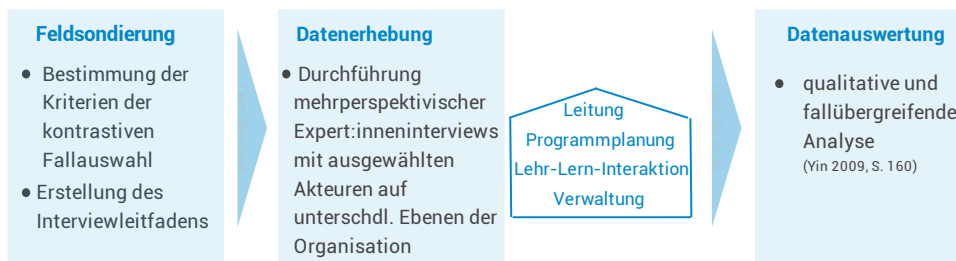 Feldsondierung
● Bestimmung der
Kriterien der
kontrastiven
Fallauswahl
● Erstellung des
Interviewleitfadens
Datenerhebung
● Durchführung
mehrperspektivischer
Expert:inneninterviews
mit ausgewählten
Akteuren auf
unterschdl. Ebenen der
Organisation
Leitung
Programmplanung
Lehr-Lern-Interaktion
Verwaltung
Datenauswertung
● qualitative und
fallübergreifende
Analyse
(Yin 2009, S. 160)